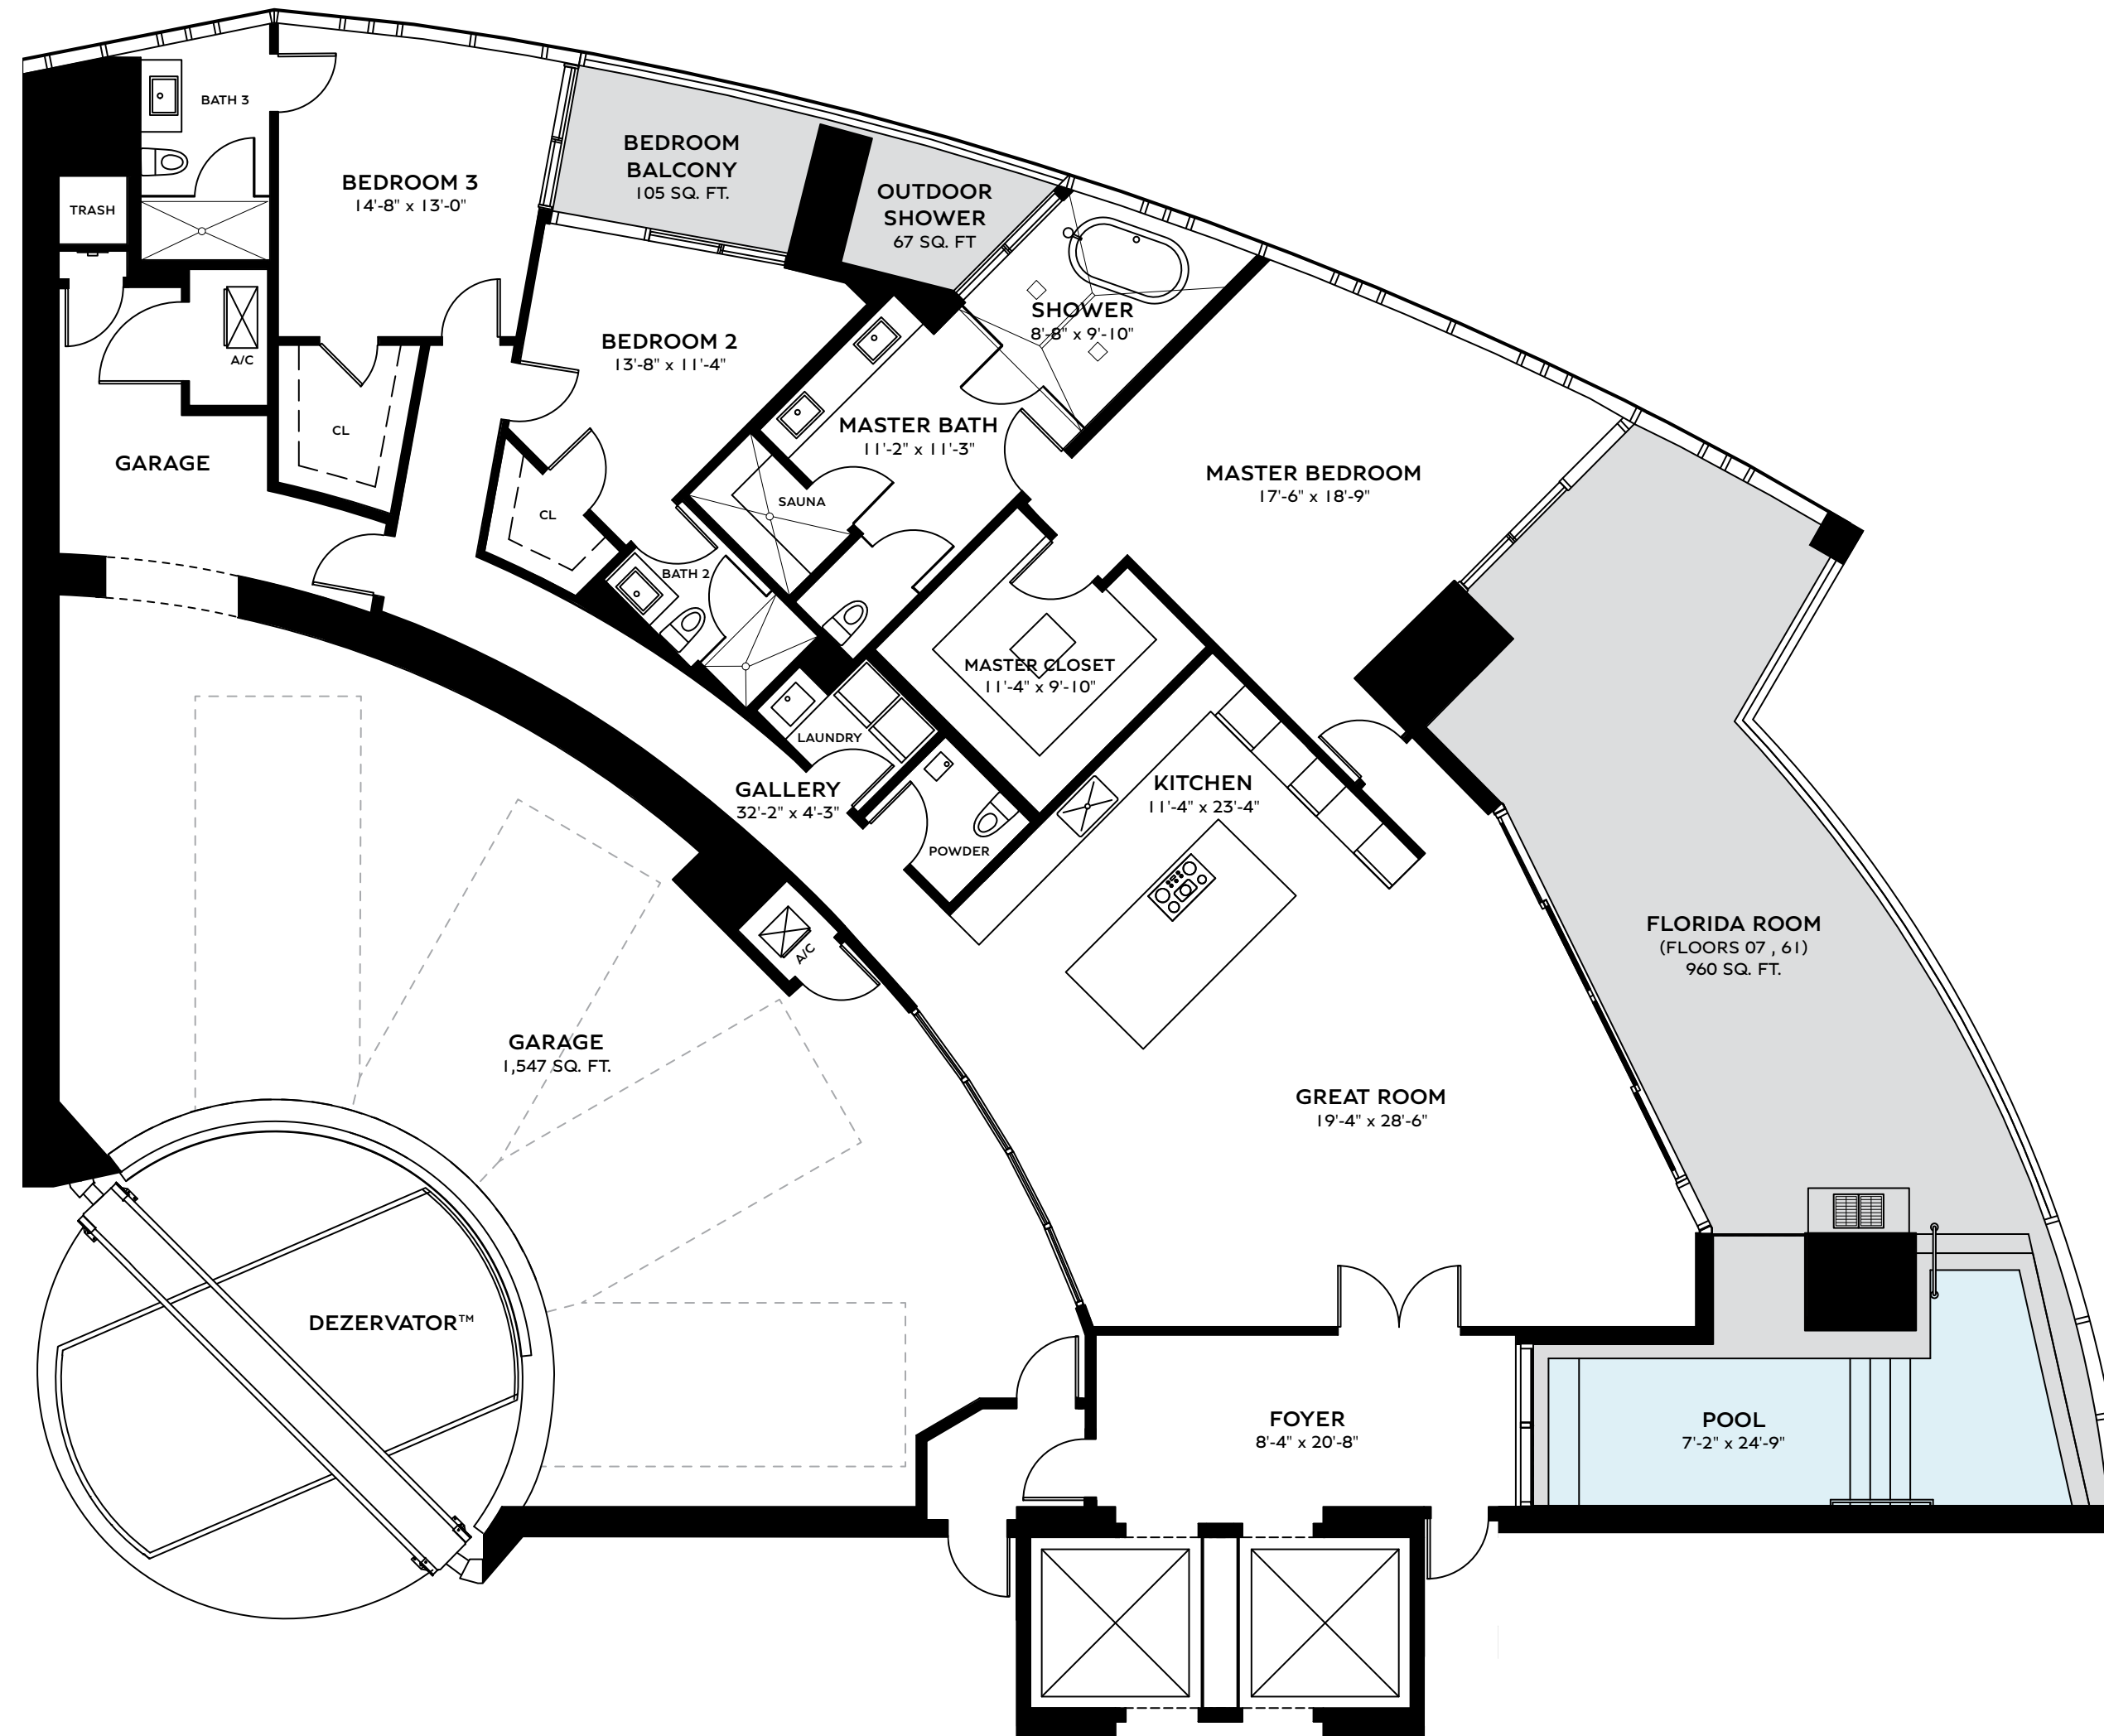 BATH 3
BEDROOM
BALCONY
105 SQ. FT.
BEDROOM 3
14'-8" x 13'-0"
OUTDOOR
SHOWER
67 SQ. FT
TRASH
SHOWER
8'-8" x 9'-10"
A/C
BEDROOM 2
13'-8" x 11'-4"
CL
MASTER BATH
11'-2" x 11'-3"
GARAGE
MASTER BEDROOM
17'-6" x 18'-9"
SAUNA
CL
BATH 2
MASTER CLOSET
11'-4" x 9'-10"
LAUNDRY
GALLERY
32'-2" x 4'-3"
KITCHEN
11'-4" x 23'-4"
POWDER
FLORIDA ROOM
(FLOORS 07 , 61)
960 SQ. FT.
A/C
GARAGE
1,547 SQ. FT.
GREAT ROOM
19'-4" x 28'-6"
DEZERVATOR™
FOYER
8'-4" x 20'-8"
POOL
7'-2" x 24'-9"